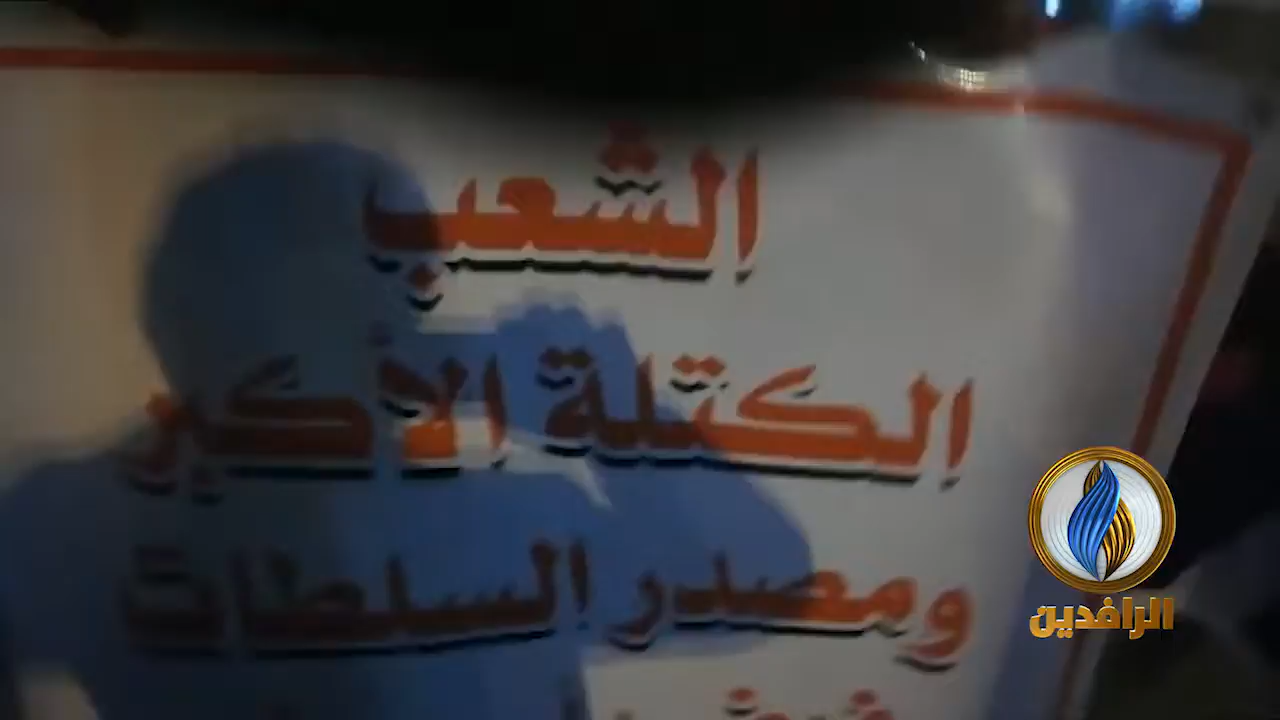 الشعب
الكتلة الأكبر
ومصدر السلطات
الرافدين